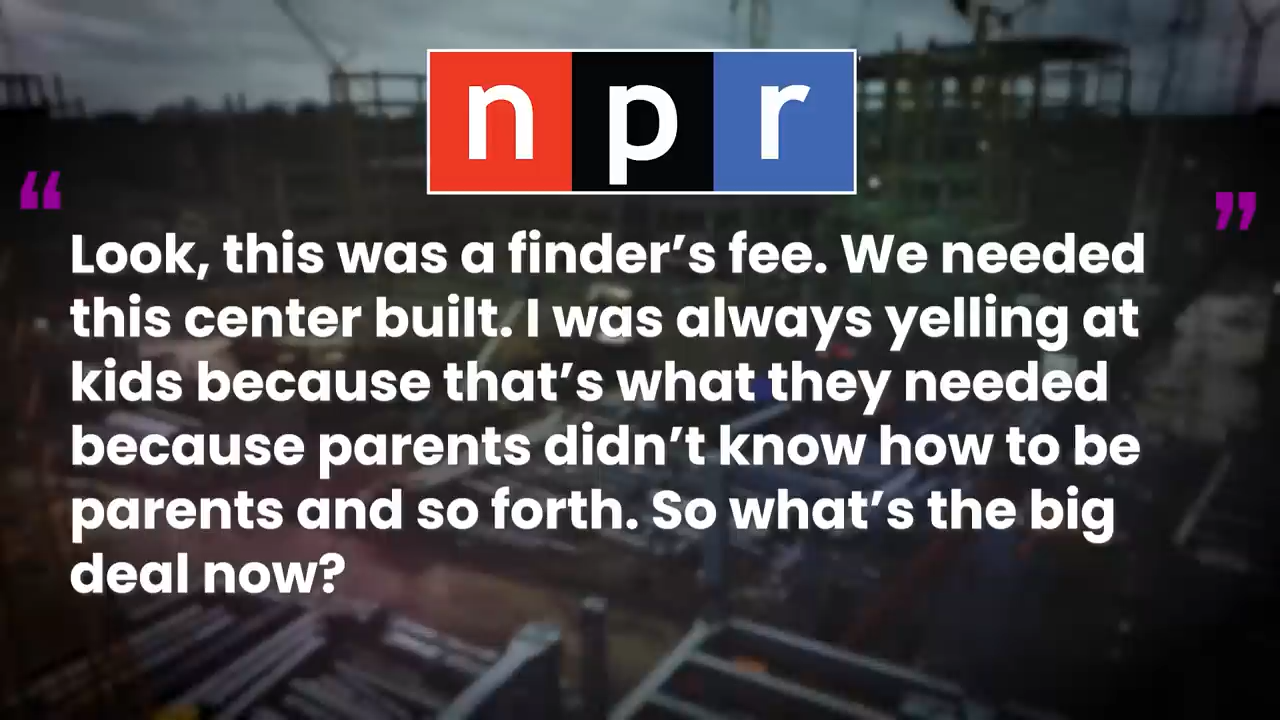 npr
“
”
Look, this was a finder’s fee. We needed
this center built. I was always yelling at
kids because that’s what they needed
because parents didn’t know how to be
parents and so forth. So what’s the big
deal now?